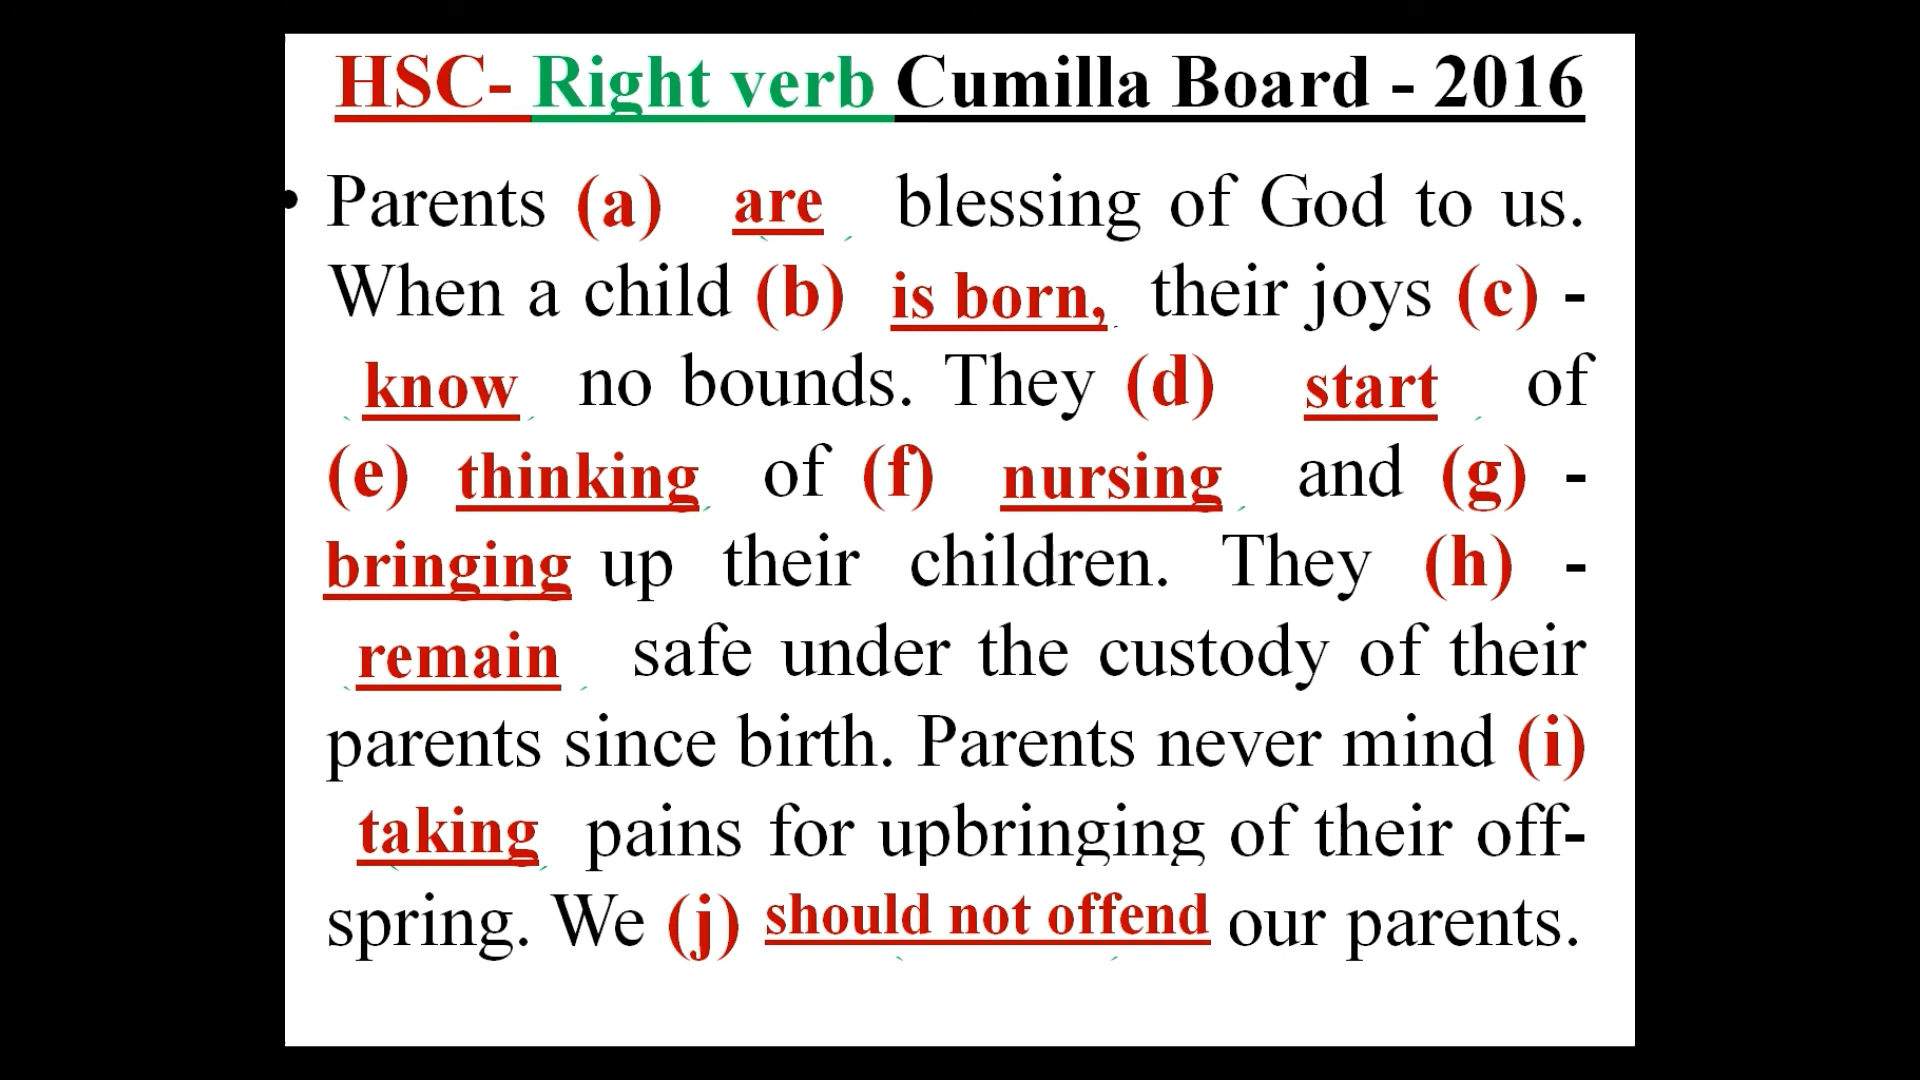 HSC- Right verb Cumilla Board - 2016
• Parents (a) are blessing of God to us.
When a child (b) is born, their joys (c) -
know no bounds. They (d) start of
(e) thinking of (f) nursing and (g) -
bringing up their children. They (h) -
remain safe under the custody of their
parents since birth. Parents never mind (i)
taking pains for upbringing of their off-
spring. We (j) should not offend our parents.